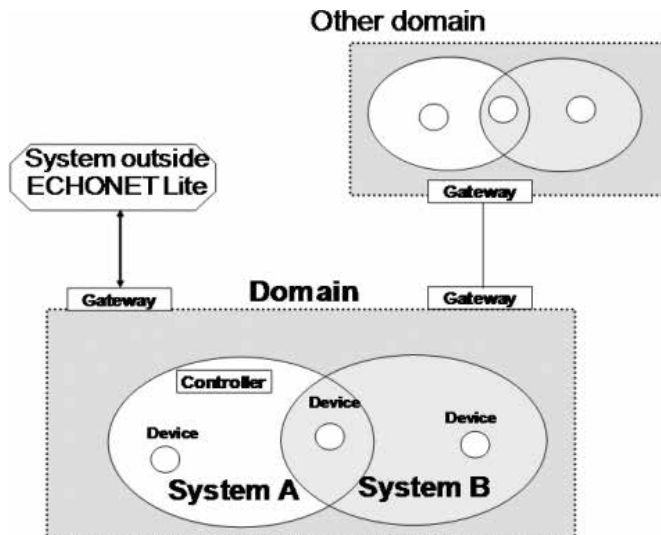 Other domain
System outside
ECHONET Lite
Gateway
Gateway
Domain
Gateway
Controller
Device
Device
Device
System A
System B